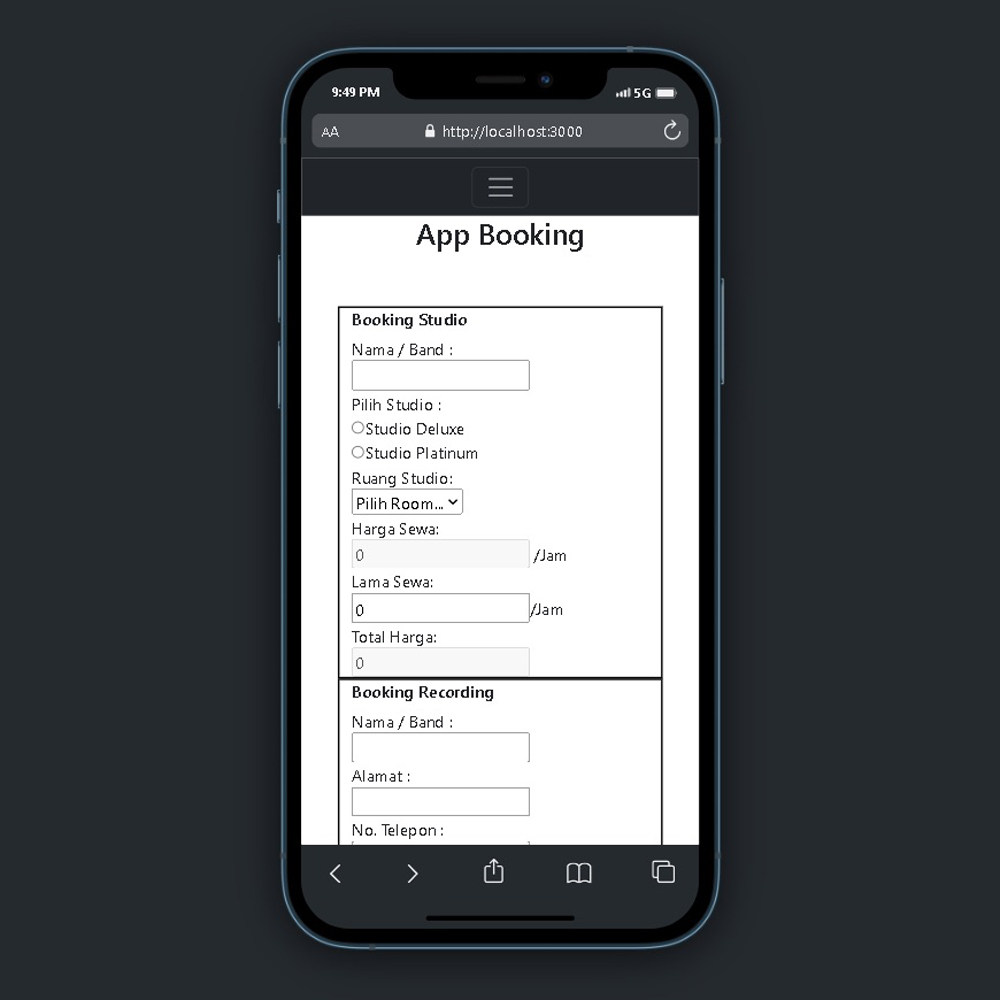 9:49 PM 5G
AA http://localhost:3000
App Booking
Booking Studio
Nama / Band :
Pilih Studio :
Studio Deluxe
Studio Platinum
Ruang Studio:
Pilih Room...
Harga Sewa:
0 /Jam
Lama Sewa:
0 /Jam
Total Harga:
0
Booking Recording
Nama / Band :
Alamat :
No. Telepon :